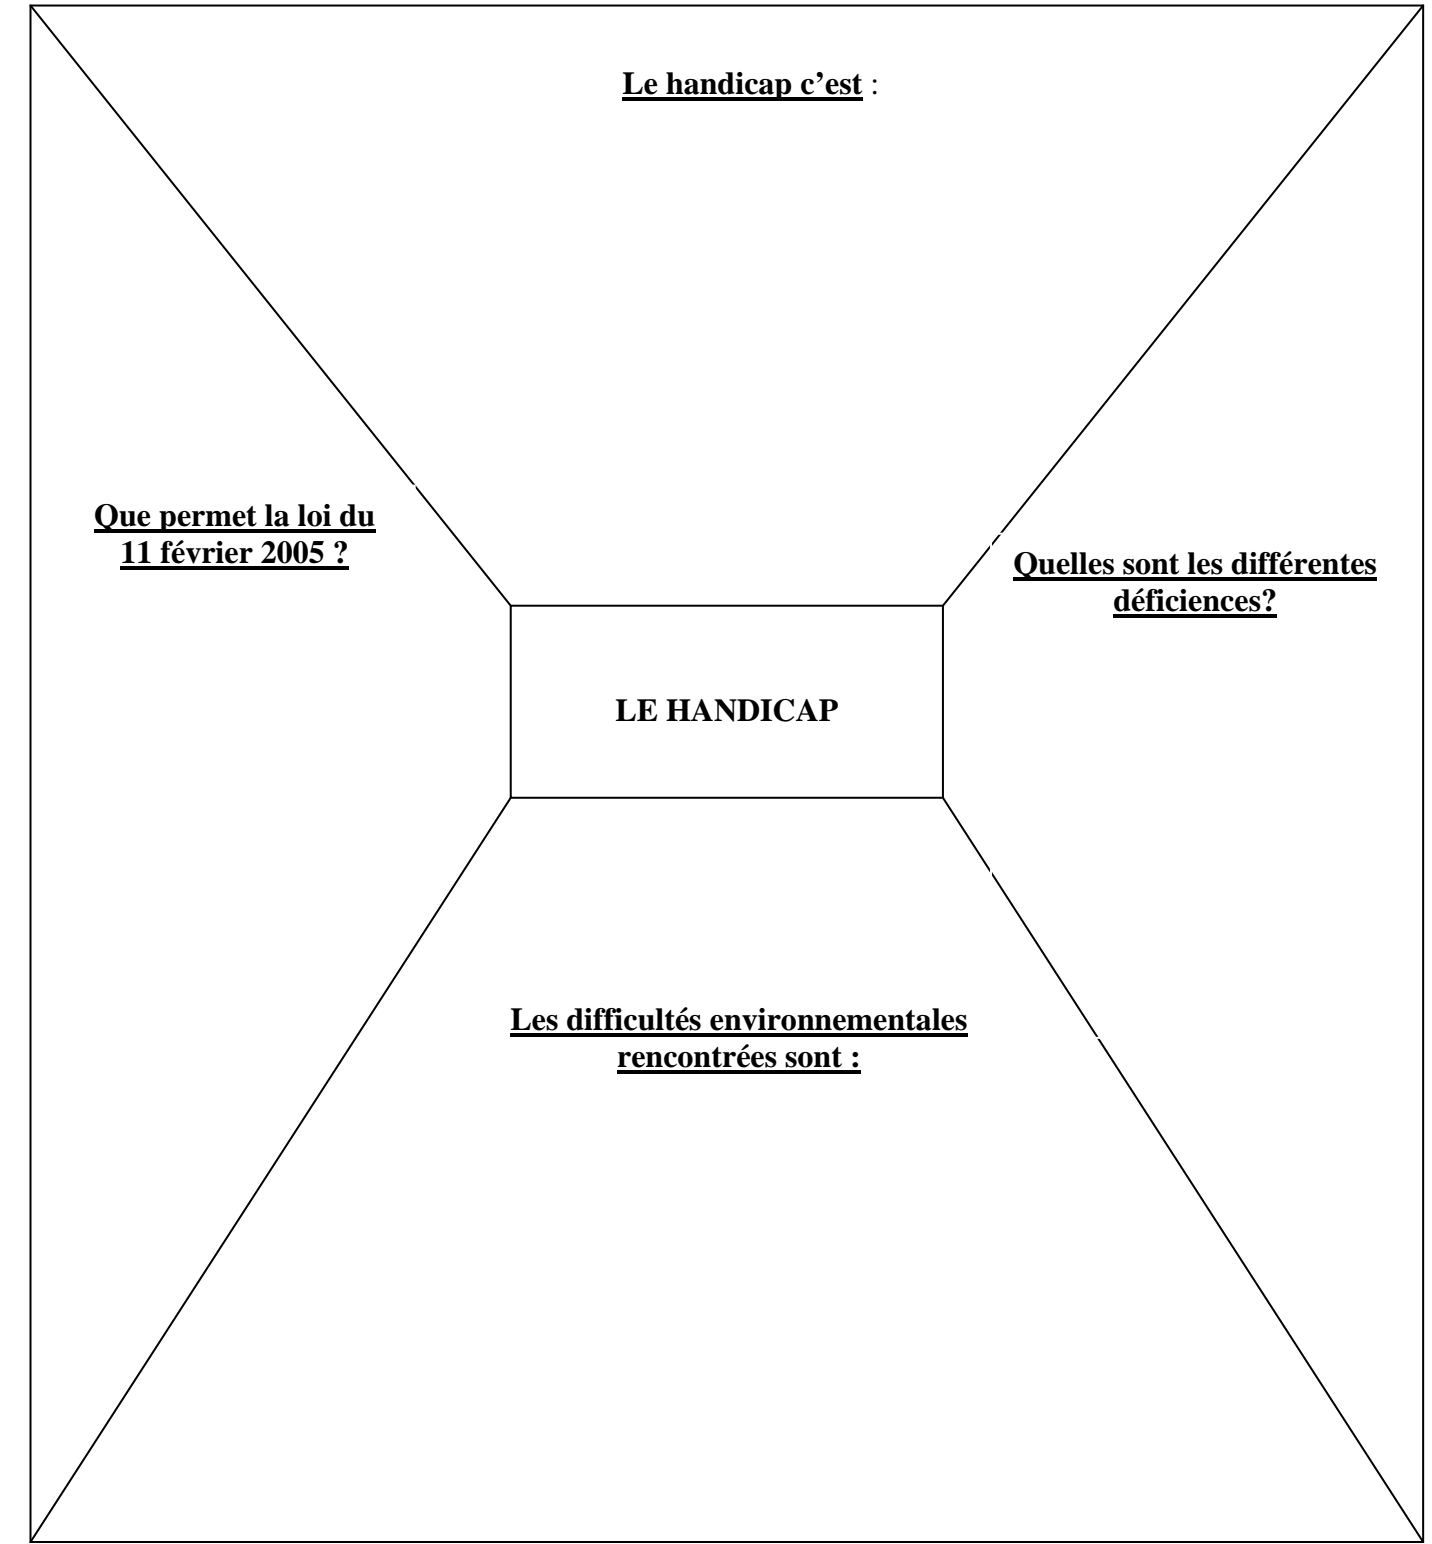 Le handicap c’est :
Que permet la loi du
11 février 2005 ?
Quelles sont les différentes
déficiences?
LE HANDICAP
Les difficultés environnementales
rencontrées sont :